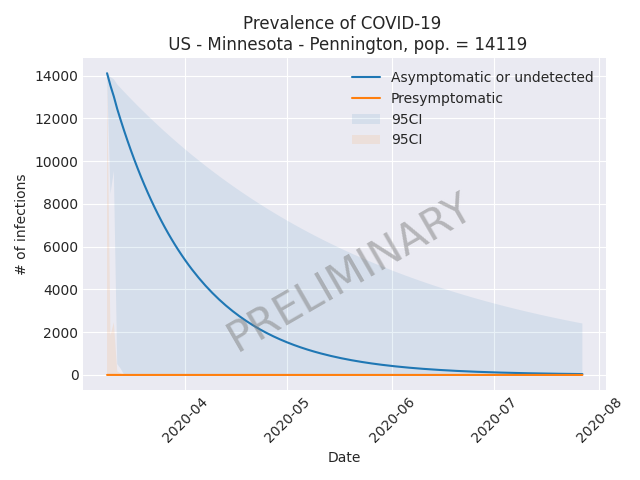 Prevalence of COVID-19
US - Minnesota - Pennington, pop. = 14119
14000
12000
10000
8000
6000
4000
2000
0
# of infections
Asymptomatic or undetected
Presymptomatic
95CI
95CI
PRELIMINARY
2020-04
2020-05
2020-06
2020-07
2020-08
Date